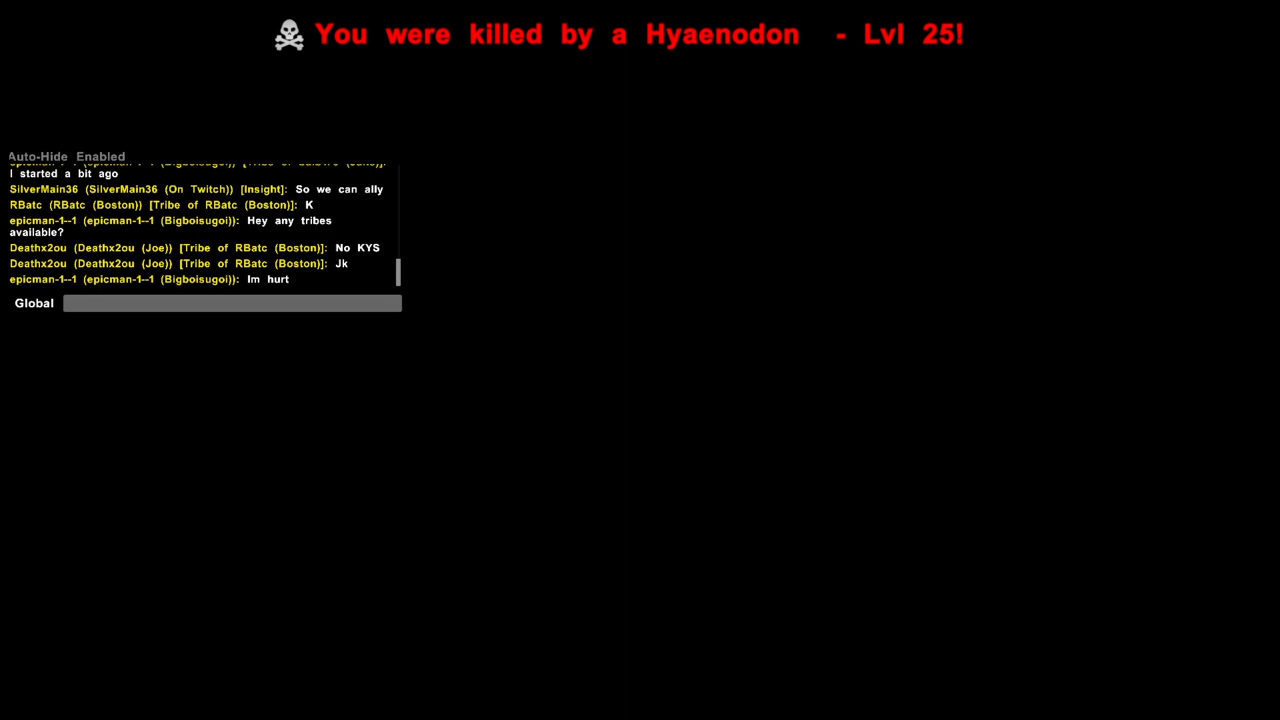 You were killed by a Hyaenodon - Lvl 25!
Auto-Hide Enabled
I started a bit ago
SilverMain36 (SilverMain36 (On Twitch)) [Insight]: So we can ally
RBatc (RBatc (Boston)) [Tribe of RBatc (Boston)]: K
epicman-1--1 (epicman-1--1 (Bigboisugoi)): Hey any tribes
available?
Deathx2ou (Deathx2ou (Joe)) [Tribe of RBatc (Boston)]: No KYS
Deathx2ou (Deathx2ou (Joe)) [Tribe of RBatc (Boston)]: Jk
epicman-1--1 (epicman-1--1 (Bigboisugoi)): Im hurt
Global